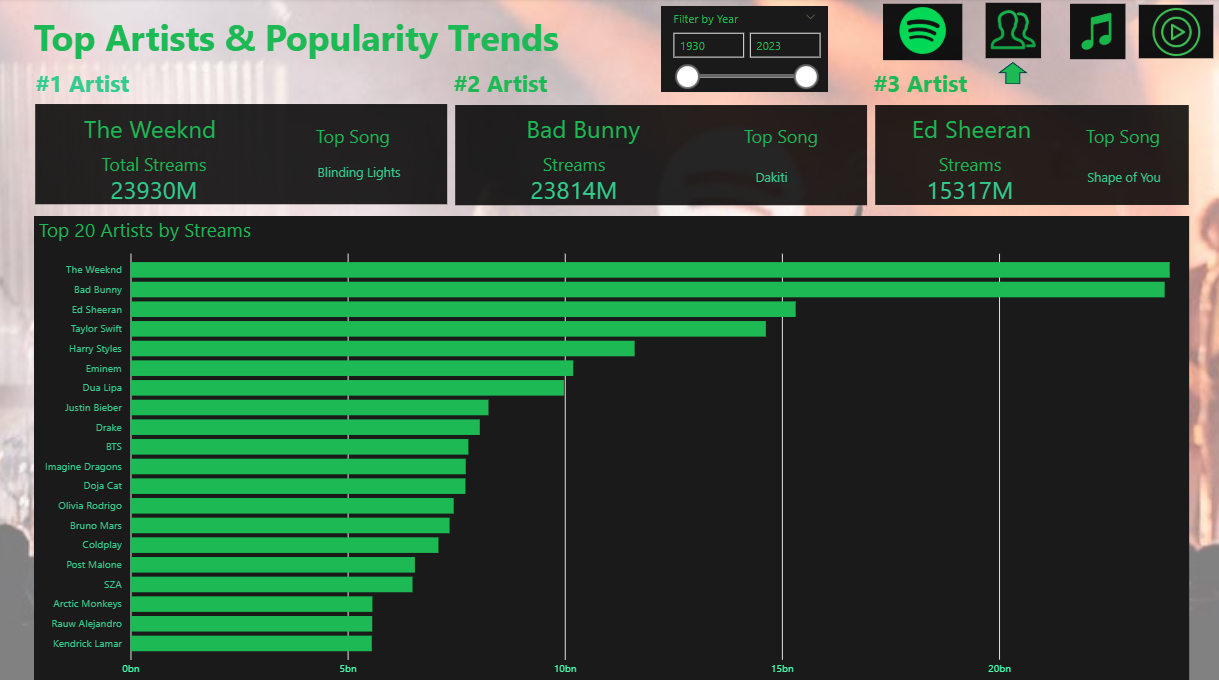 Top Artists & Popularity Trends
Filter by Year
1930
2023
#1 Artist
#2 Artist
#3 Artist
The Weeknd
Top Song
Total Streams
Blinding Lights
23930M
Bad Bunny
Top Song
Streams
Dakiti
23814M
Ed Sheeran
Top Song
Streams
Shape of You
15317M
Top 20 Artists by Streams
The Weeknd
Bad Bunny
Ed Sheeran
Taylor Swift
Harry Styles
Eminem
Dua Lipa
Justin Bieber
Drake
BTS
Imagine Dragons
Doja Cat
Olivia Rodrigo
Bruno Mars
Coldplay
Post Malone
SZA
Arctic Monkeys
Rauw Alejandro
Kendrick Lamar
0bn
5bn
10bn
15bn
20bn